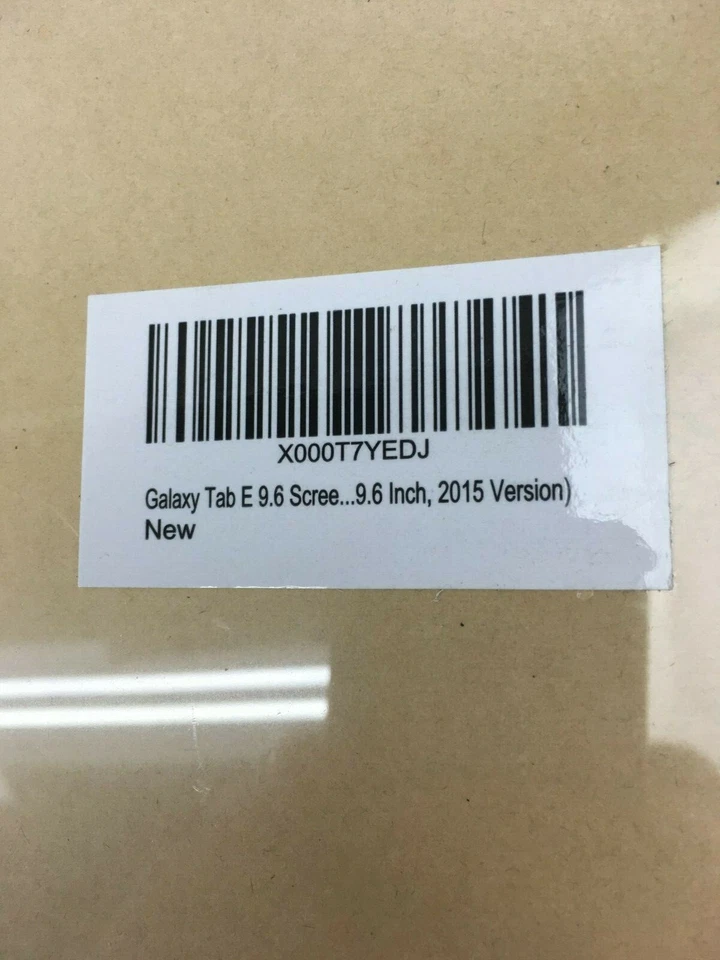 X000T7YEDJ
Galaxy Tab E 9.6 Scree...9.6 Inch, 2015 Version)
New